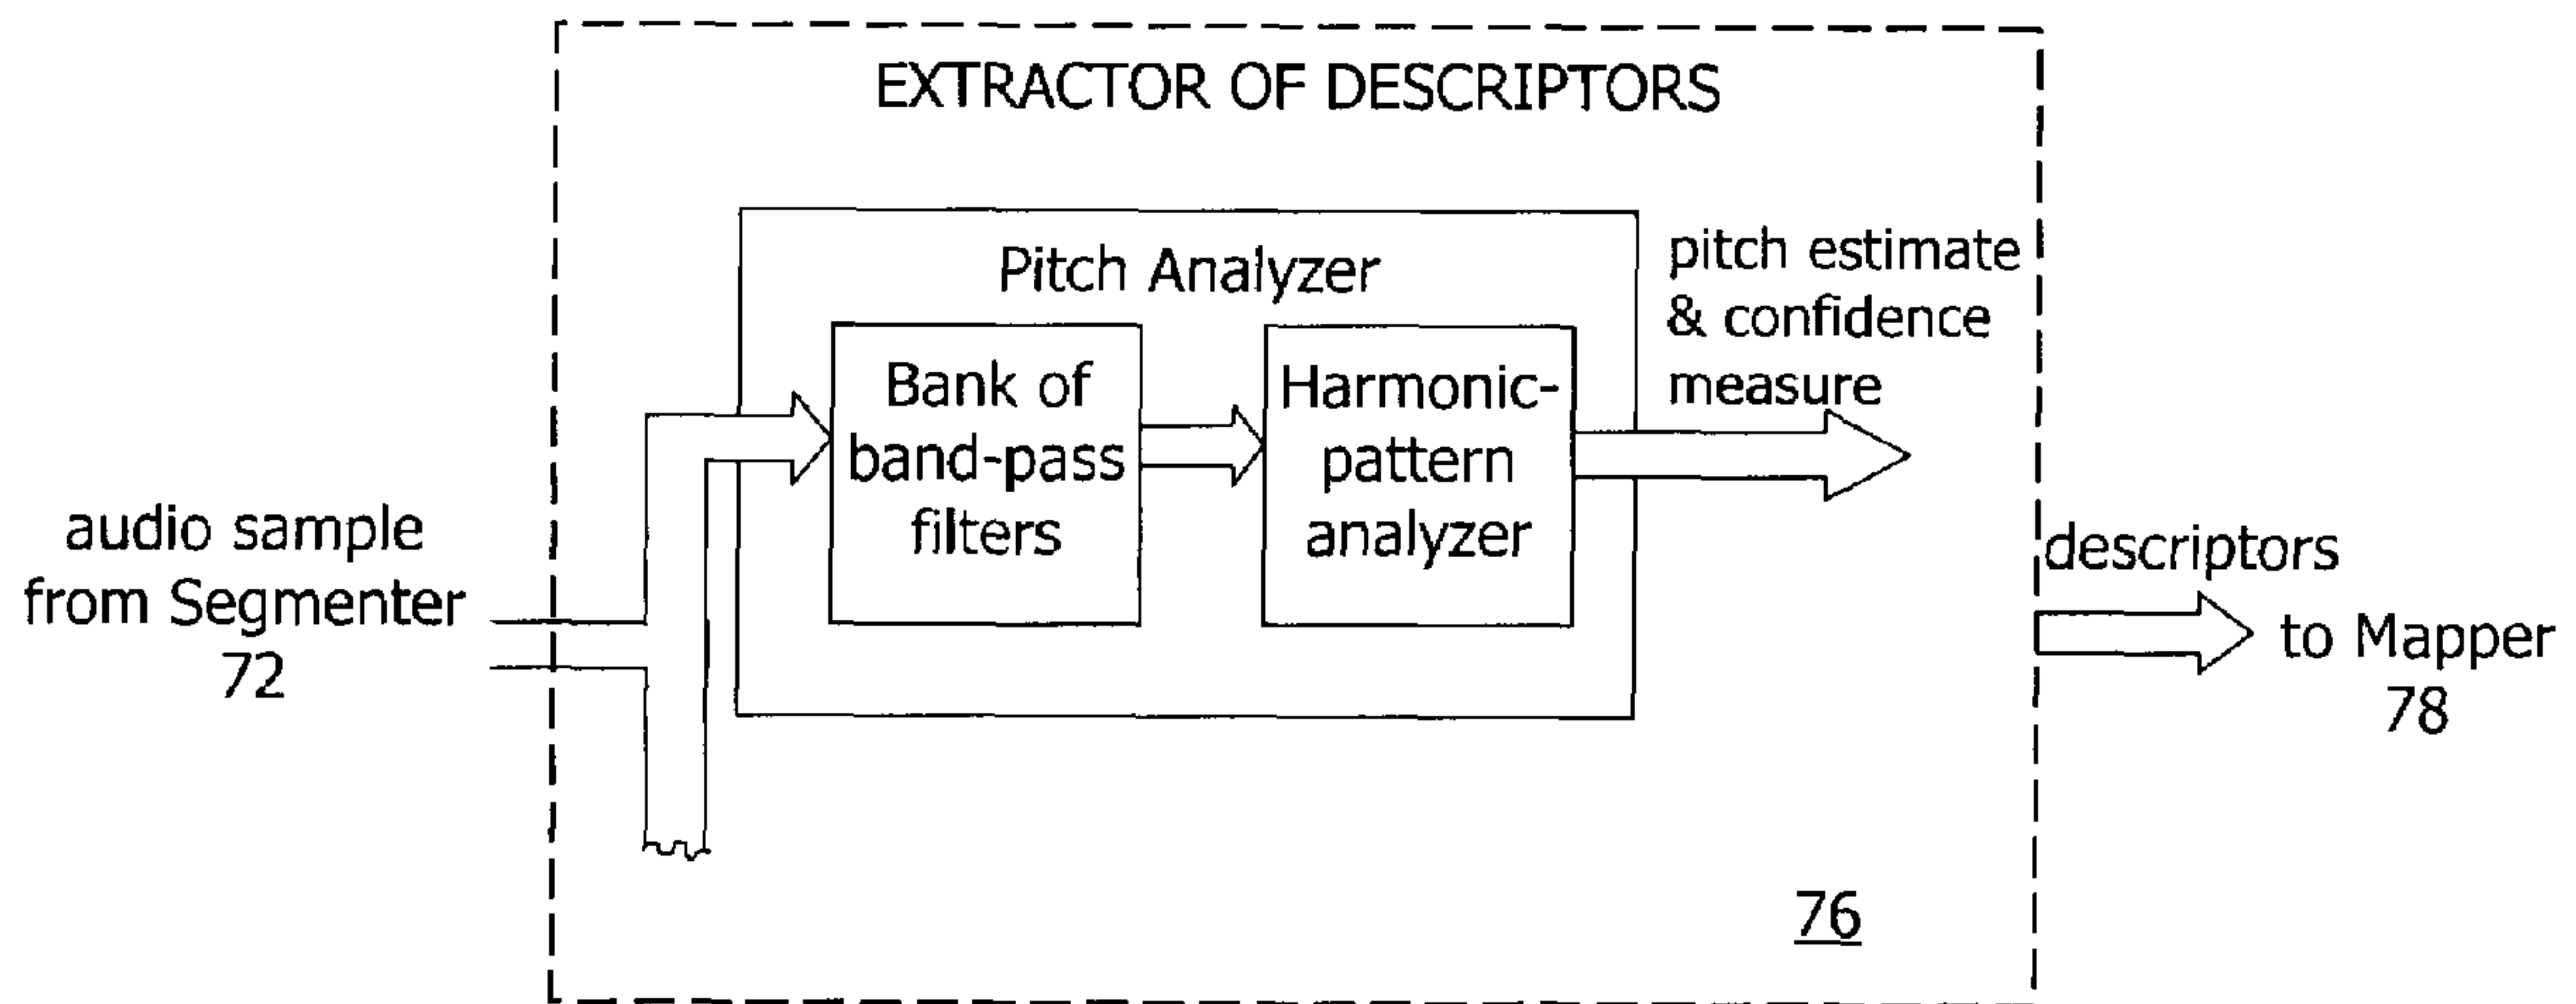 EXTRACTOR OF DESCRIPTORS
Pitch Analyzer
Bank of
band-pass
filters
Harmonic-
pattern
analyzer
pitch estimate
& confidence
measure
audio sample
from Segmenter
72
descriptors
to Mapper
78
76